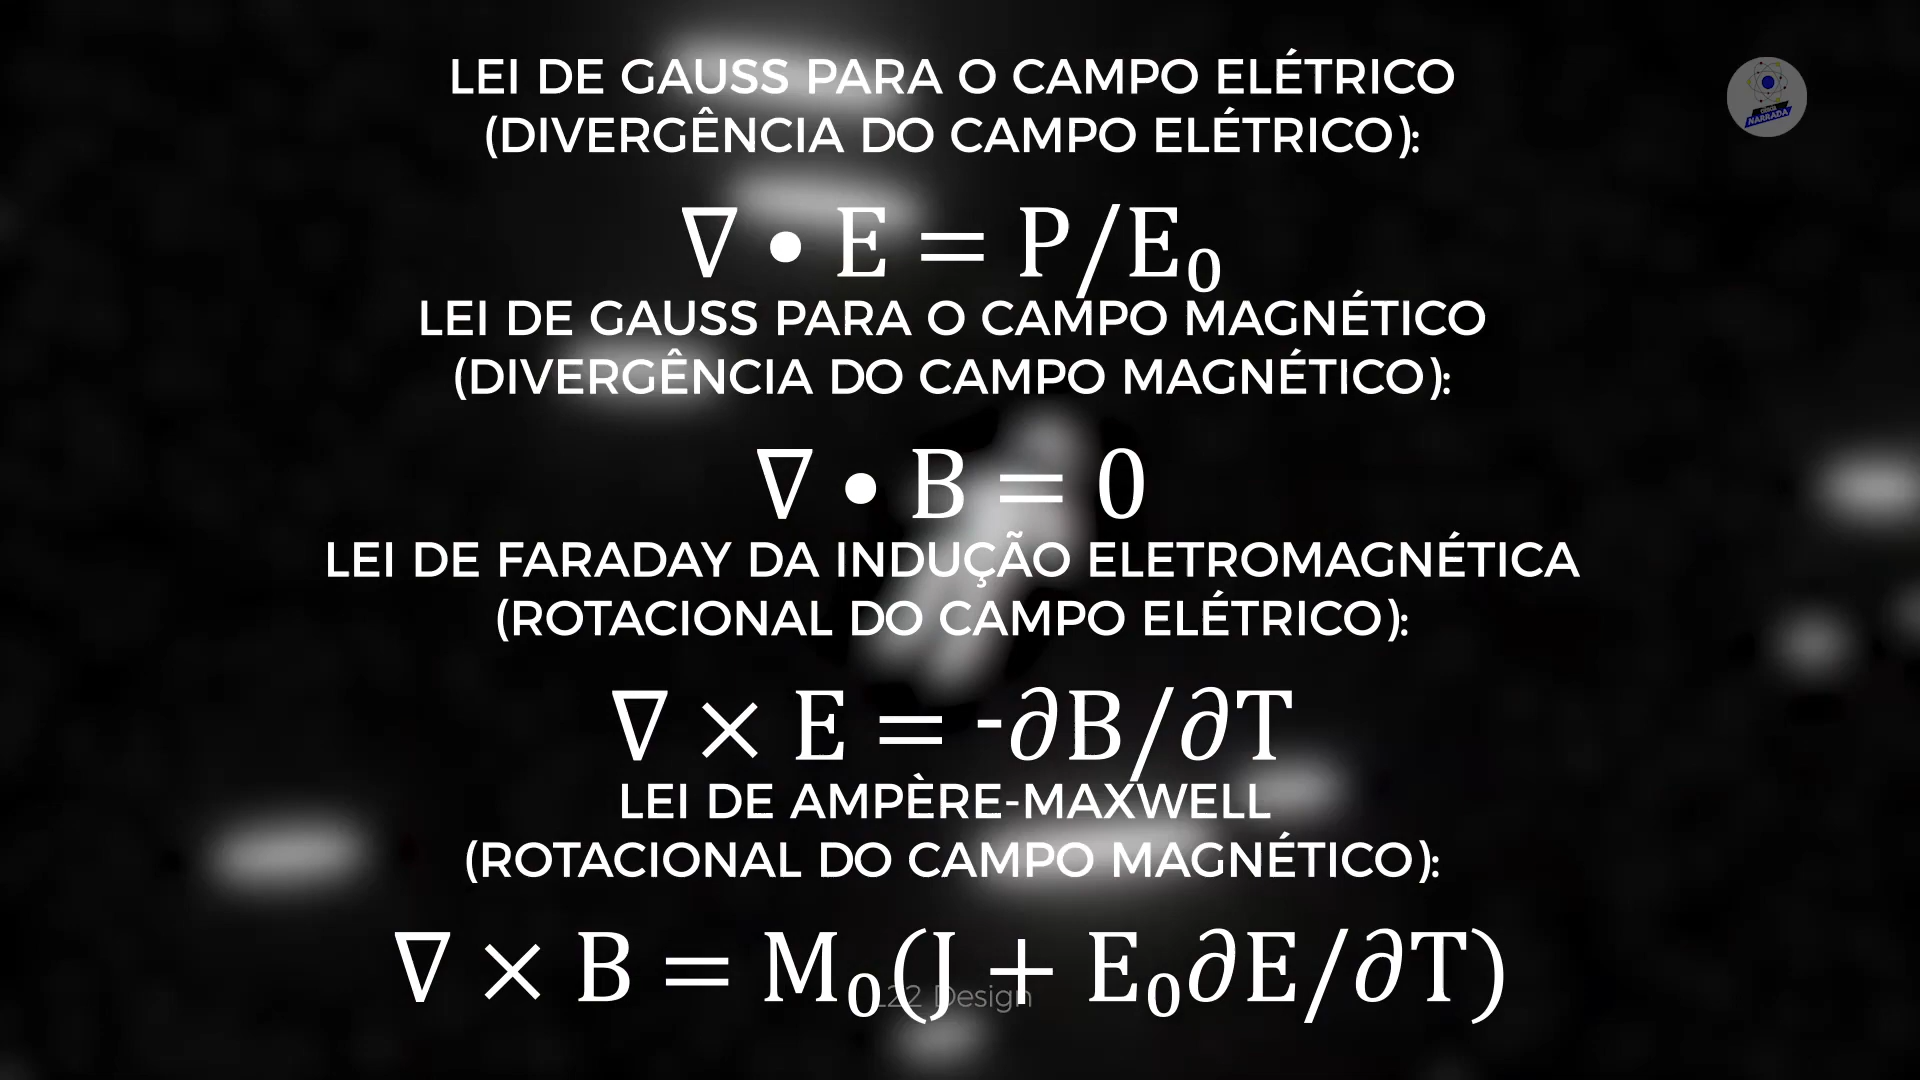 LEI DE GAUSS PARA O CAMPO ELÉTRICO
(DIVERGÊNCIA DO CAMPO ELÉTRICO):
∇ • E = P/E₀
LEI DE GAUSS PARA O CAMPO MAGNÉTICO
(DIVERGÊNCIA DO CAMPO MAGNÉTICO):
∇ • B = 0
LEI DE FARADAY DA INDUÇÃO ELETROMAGNÉTICA
(ROTACIONAL DO CAMPO ELÉTRICO):
∇ × E = -∂B/∂T
LEI DE AMPÈRE-MAXWELL
(ROTACIONAL DO CAMPO MAGNÉTICO):
∇ × B = M₀(J + E₀∂E/∂T)
Design
NARRADA